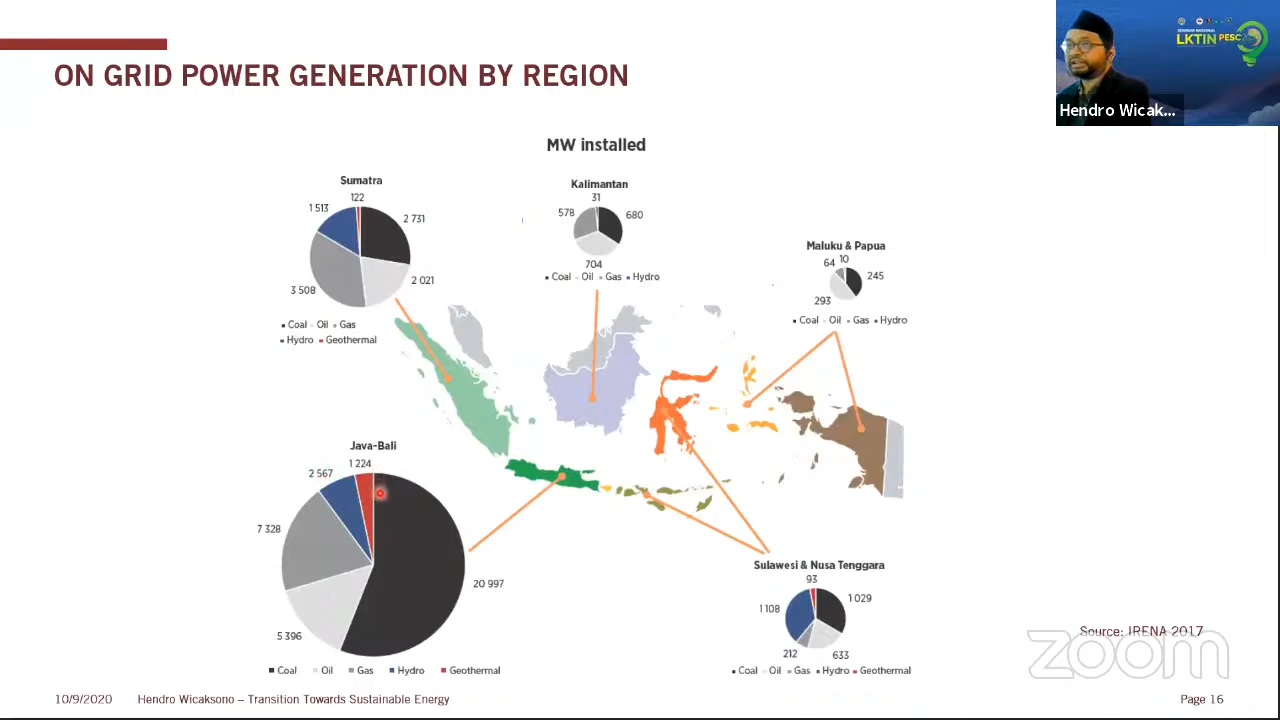 ON GRID POWER GENERATION BY REGION
SEMINAR NASIONAL
LKTIN PESC
Hendro Wicak...
MW installed
Sumatra
122
1 513
2 731
3 508
2 021
Coal Oil Gas
Hydro Geothermal
Kalimantan
31
578
680
704
Coal Oil Gas Hydro
Maluku & Papua
64 10
245
293
Coal Oil Gas Hydro
Java-Bali
1 224
2 567
7 328
20 997
5 396
Coal Oil Gas Hydro Geothermal
Sulawesi & Nusa Tenggara
93
1 108
1 029
212
633
Coal Oil Gas Hydro Geothermal
Source: IRENA 2017
zoom
10/9/2020 Hendro Wicaksono – Transition Towards Sustainable Energy Page 16